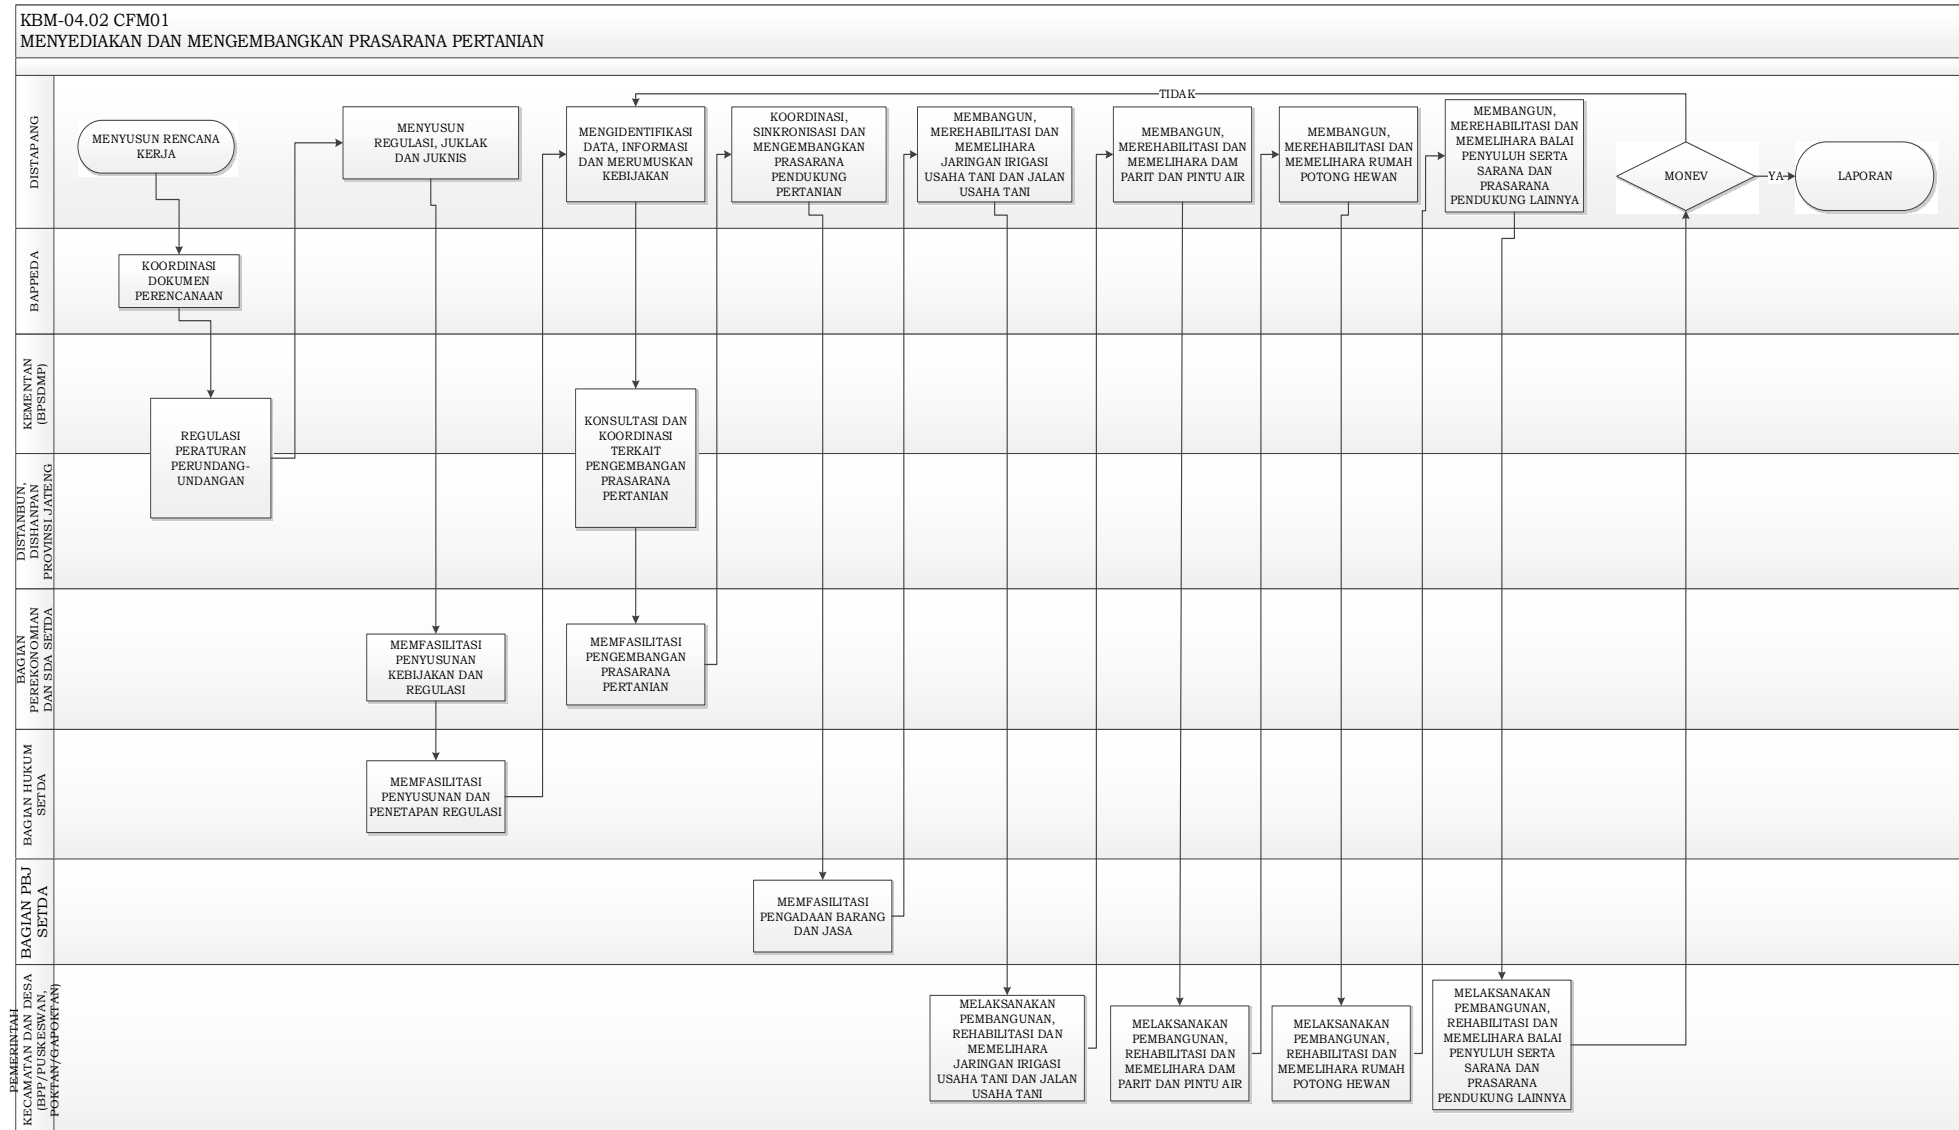 KBM-04.02 CFM01
MENYEDIAKAN DAN MENGEMBANGKAN PRASARANA PERTANIAN
DISTAPANG
MENYUSUN RENCANA
KERJA
MENYUSUN
REGULASI, JUKLAK
DAN JUKNIS
MENGIDENTIFIKASI
DATA, INFORMASI
DAN MERUMUSKAN
KEBIJAKAN
KOORDINASI,
SINKRONISASI DAN
MENGEMBANGKAN
PRASARANA
PENDUKUNG
PERTANIAN
MEMBANGUN,
MEREHABILITASI DAN
MEMELIHARA
JARINGAN IRIGASI
USAHA TANI DAN JALAN
USAHA TANI
MEMBANGUN,
MEREHABILITASI DAN
MEMELIHARA DAM
PARIT DAN PINTU AIR
MEMBANGUN,
MEREHABILITASI DAN
MEMELIHARA RUMAH
POTONG HEWAN
MEMBANGUN,
MEREHABILITASI DAN
MEMELIHARA BALAI
PENYULUH SERTA
SARANA DAN
PRASARANA
PENDUKUNG LAINNYA
TIDAK
MONEV
YA
LAPORAN
BAPPEDA
KOORDINASI
DOKUMEN
PERENCANAAN
KEMENTAN
(BPSDMP)
REGULASI
PERATURAN
PERUNDANG-
UNDANGAN
KONSULTASI DAN
KOORDINASI
TERKAIT
PENGEMBANGAN
PRASARANA
PERTANIAN
DISTANBUN,
DISHANPAN
PROVINSI JATENG
BAGIAN
PEREKONOMIAN
DAN SDA SETDA
MEMFASILITASI
PENYUSUNAN
KEBIJAKAN DAN
REGULASI
MEMFASILITASI
PENGEMBANGAN
PRASARANA
PERTANIAN
BAGIAN HUKUM
SETDA
MEMFASILITASI
PENYUSUNAN DAN
PENETAPAN REGULASI
BAGIAN PBJ
SETDA
MEMFASILITASI
PENGADAAN BARANG
DAN JASA
PEMERINTAH
KECAMATAN DAN DESA
(BPP/PUSKESWAN,
POKTAN/GAPOKTAN)
MELAKSANAKAN
PEMBANGUNAN,
REHABILITASI DAN
MEMELIHARA
JARINGAN IRIGASI
USAHA TANI DAN JALAN
USAHA TANI
MELAKSANAKAN
PEMBANGUNAN,
REHABILITASI DAN
MEMELIHARA DAM
PARIT DAN PINTU AIR
MELAKSANAKAN
PEMBANGUNAN,
REHABILITASI DAN
MEMELIHARA RUMAH
POTONG HEWAN
MELAKSANAKAN
PEMBANGUNAN,
REHABILITASI DAN
MEMELIHARA BALAI
PENYULUH SERTA
SARANA DAN
PRASARANA
PENDUKUNG LAINNYA